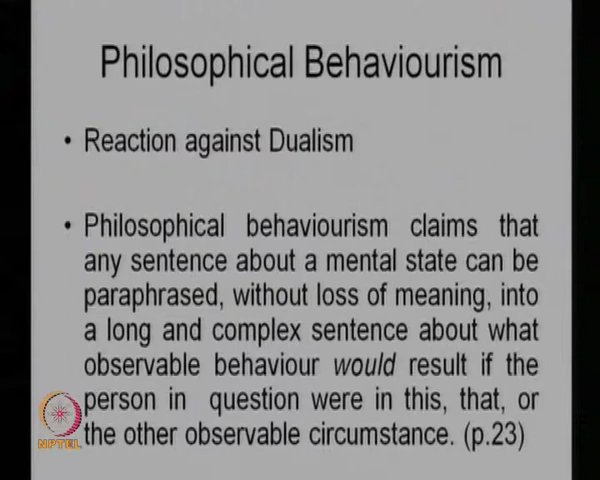 Philosophical Behaviourism
• Reaction against Dualism
• Philosophical behaviourism claims that
any sentence about a mental state can be
paraphrased, without loss of meaning, into
a long and complex sentence about what
observable behaviour would result if the
person in question were in this, that, or
the other observable circumstance. (p.23)
NPTEL